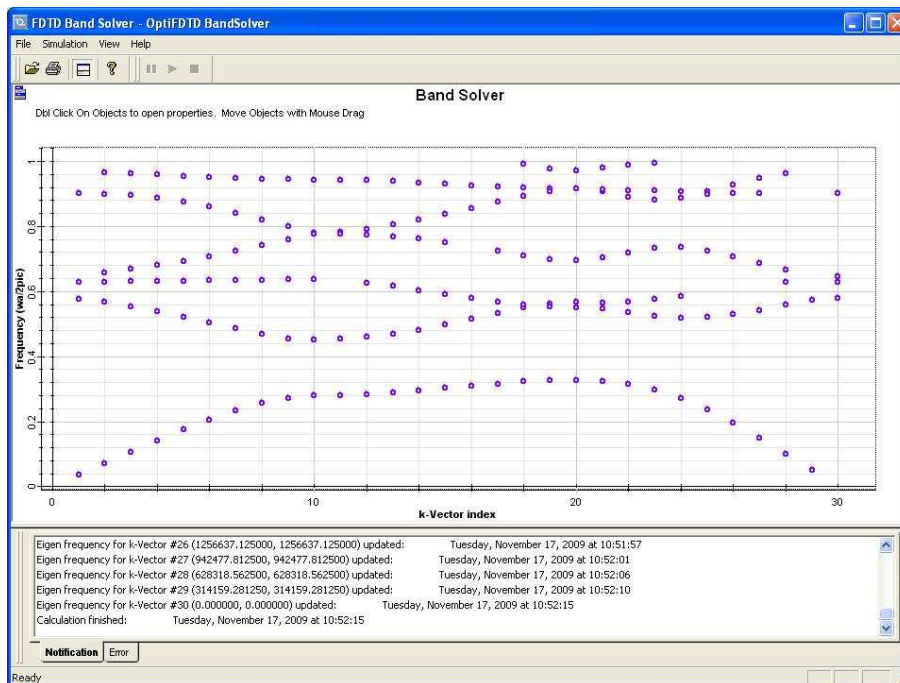 FDTD Band Solver - OptiFDTD BandSolver
File Simulation View Help
Band Solver
Dbl Click On Objects to open properties. Move Objects with Mouse Drag
Frequency (wa/2pic)
1
0.8
0.6
0.4
0.2
0
0 10 20 30
k-Vector index
Eigen frequency for k-Vector #26 (1256637.125000, 1256637.125000) updated: Tuesday, November 17, 2009 at 10:51:57
Eigen frequency for k-Vector #27 (942477.812500, 942477.812500) updated: Tuesday, November 17, 2009 at 10:52:01
Eigen frequency for k-Vector #28 (628318.562500, 628318.562500) updated: Tuesday, November 17, 2009 at 10:52:06
Eigen frequency for k-Vector #29 (314159.281250, 314159.281250) updated: Tuesday, November 17, 2009 at 10:52:10
Eigen frequency for k-Vector #30 (0.000000, 0.000000) updated: Tuesday, November 17, 2009 at 10:52:15
Calculation finished: Tuesday, November 17, 2009 at 10:52:15
Notification Error
Ready